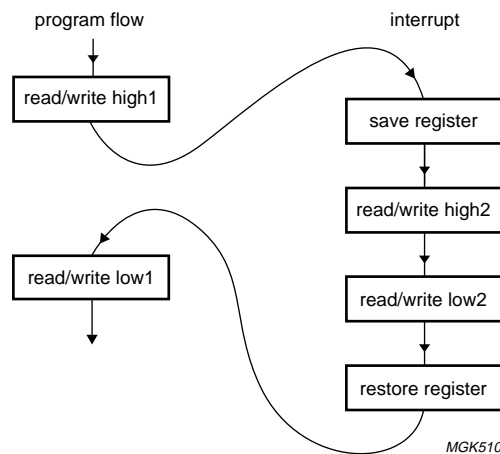 program flow
interrupt
read/write high1
save register
read/write high2
read/write low1
read/write low2
restore register
MGK510